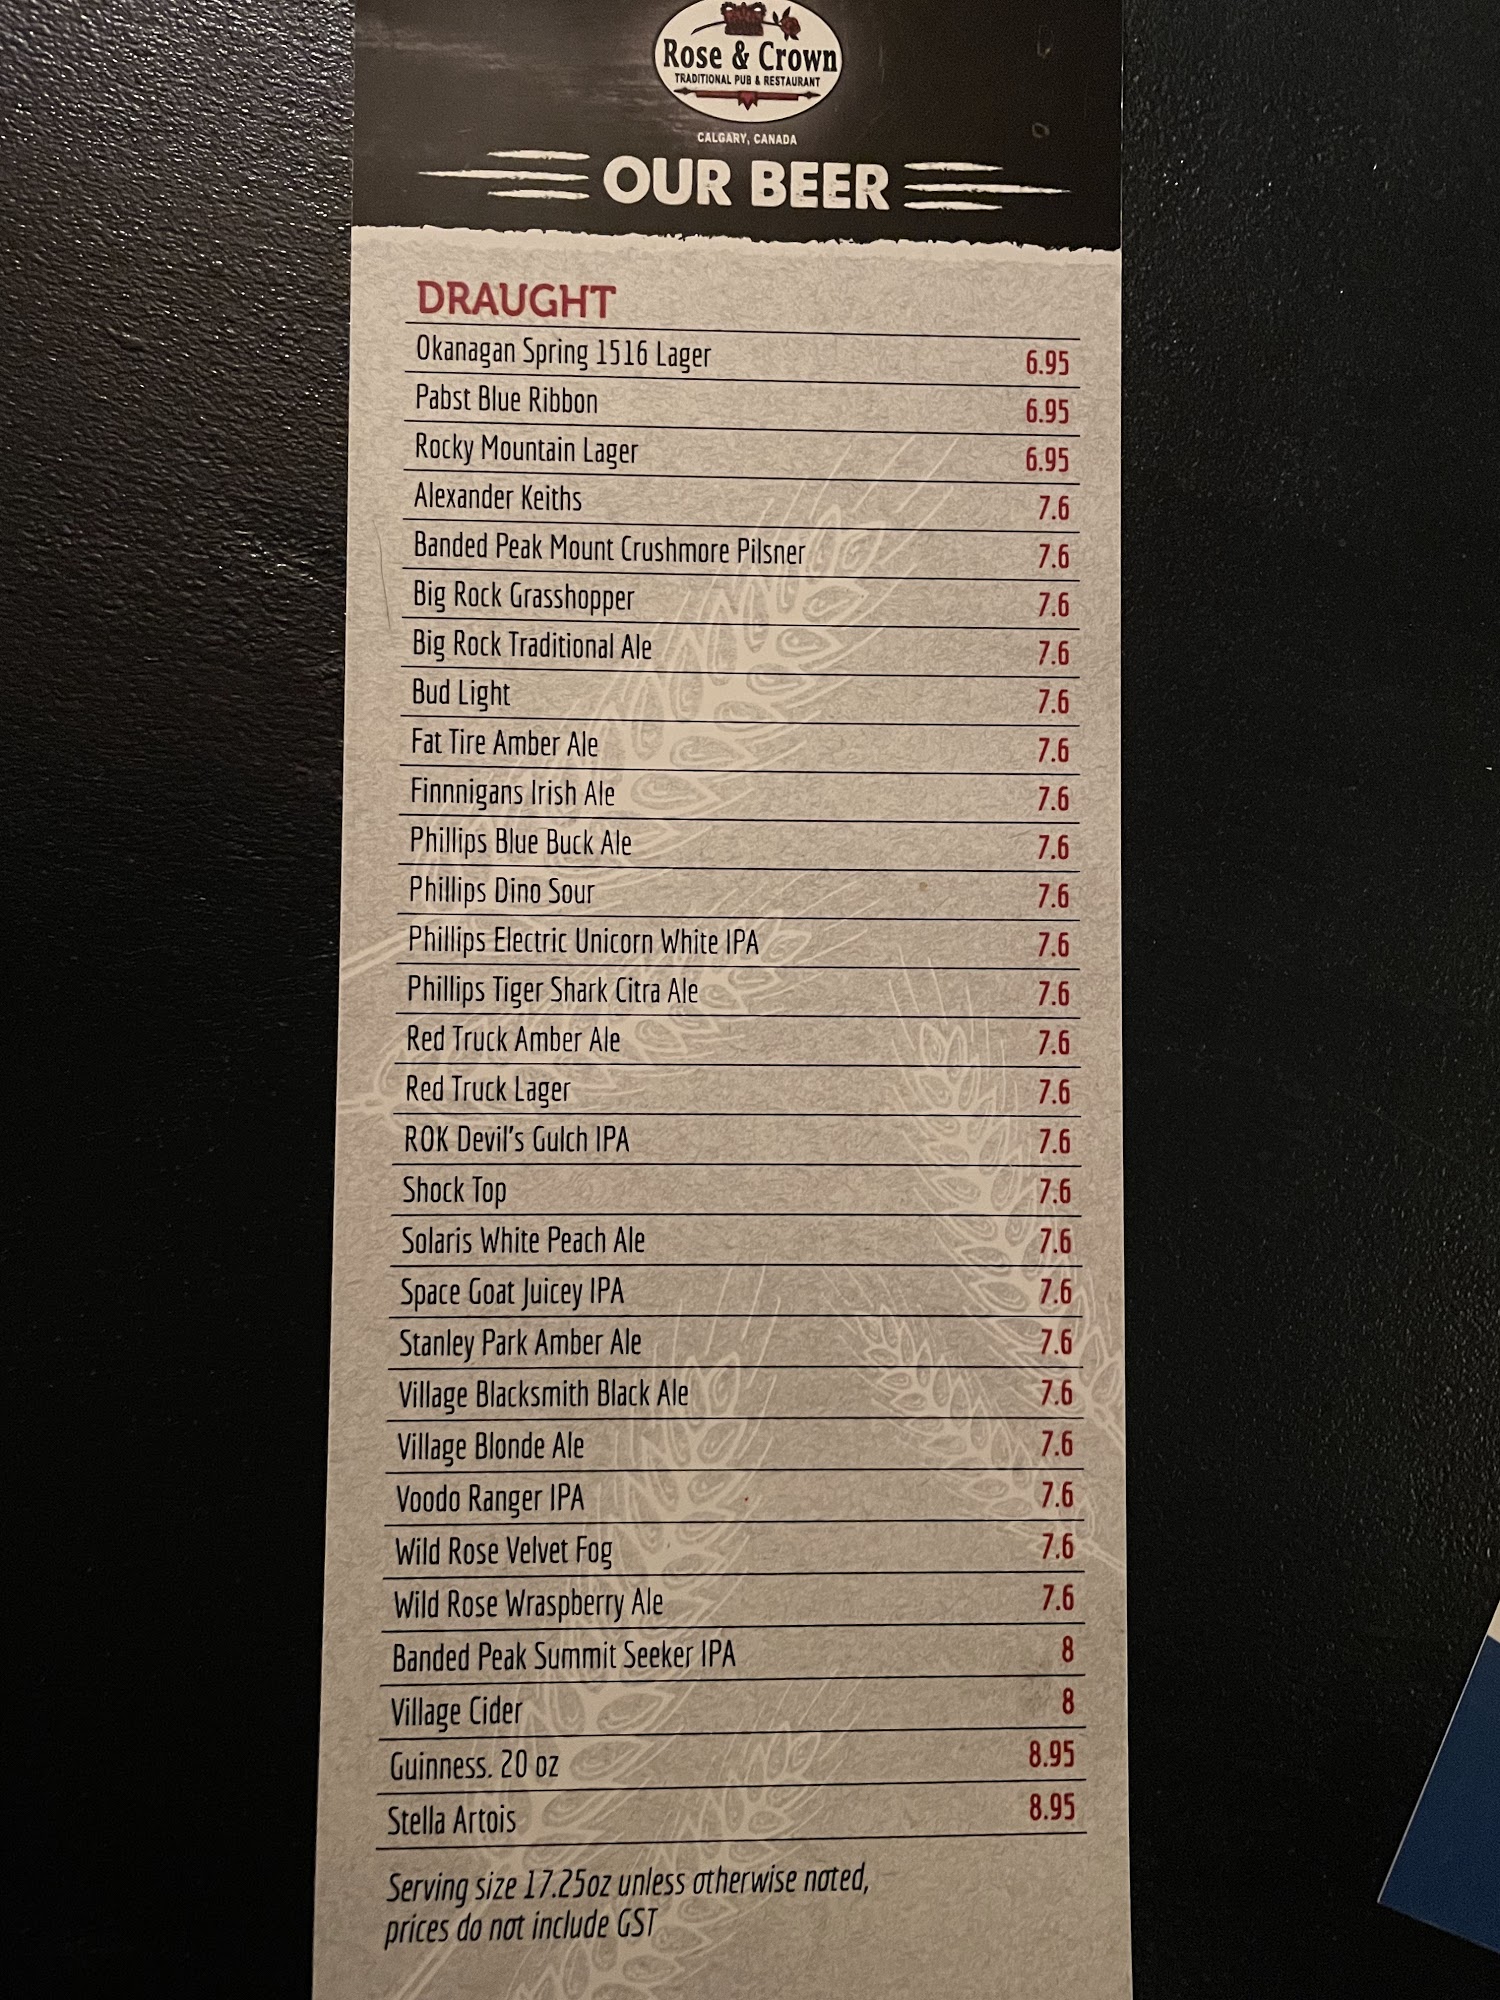 Rose & Crown
TRADITIONAL PUB & RESTAURANT
CALGARY, CANADA
OUR BEER
DRAUGHT
Okanagan Spring 1516 Lager 6.95
Pabst Blue Ribbon 6.95
Rocky Mountain Lager 6.95
Alexander Keiths 7.6
Banded Peak Mount Crushmore Pilsner 7.6
Big Rock Grasshopper 7.6
Big Rock Traditional Ale 7.6
Bud Light 7.6
Fat Tire Amber Ale 7.6
Finnnigans Irish Ale 7.6
Phillips Blue Buck Ale 7.6
Phillips Dino Sour 7.6
Phillips Electric Unicorn White IPA 7.6
Phillips Tiger Shark Citra Ale 7.6
Red Truck Amber Ale 7.6
Red Truck Lager 7.6
ROK Devil's Gulch IPA 7.6
Shock Top 7.6
Solaris White Peach Ale 7.6
Space Goat Juicey IPA 7.6
Stanley Park Amber Ale 7.6
Village Blacksmith Black Ale 7.6
Village Blonde Ale 7.6
Voodo Ranger IPA 7.6
Wild Rose Velvet Fog 7.6
Wild Rose Wraspberry Ale 7.6
Banded Peak Summit Seeker IPA 8
Village Cider 8
Guinness. 20 oz 8.95
Stella Artois 8.95
Serving size 17.25oz unless otherwise noted,
prices do not include GST